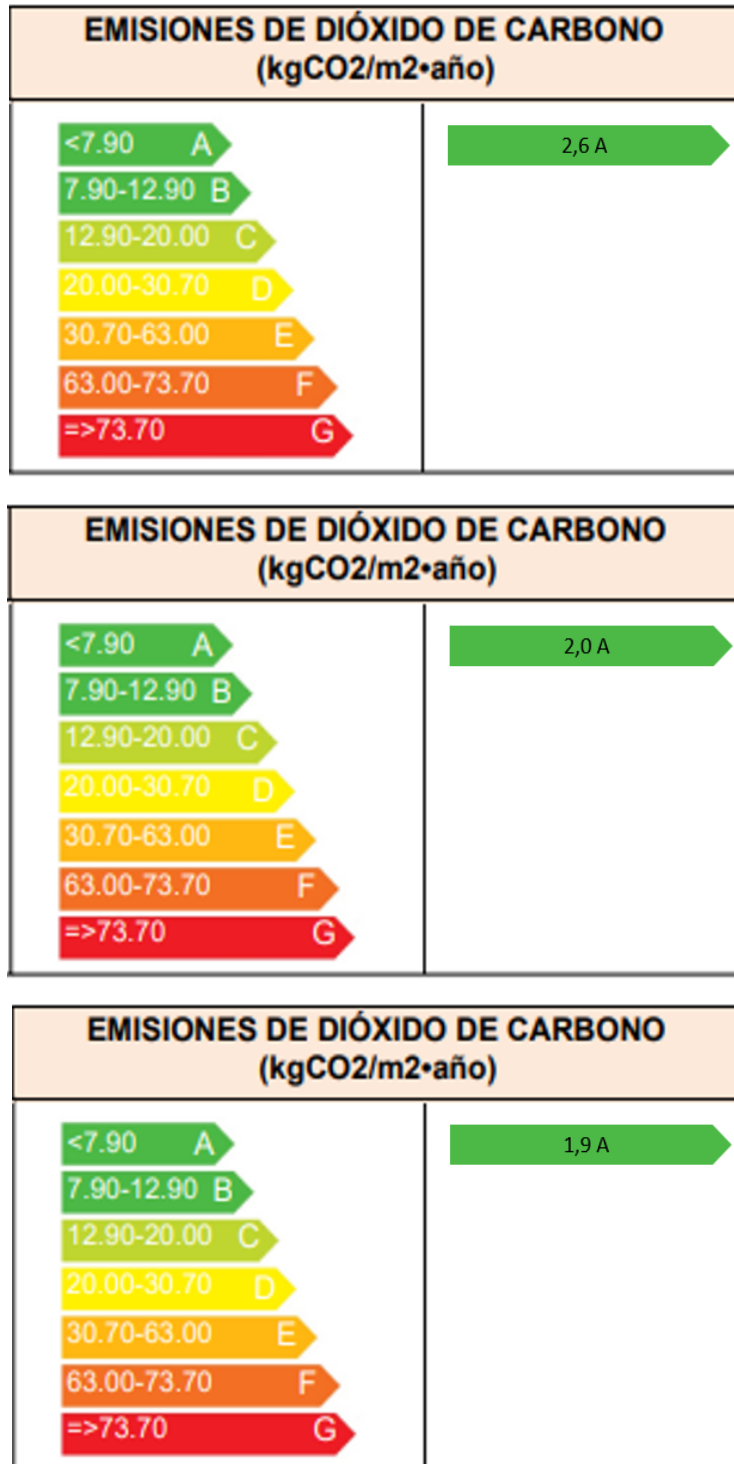 EMISIONES DE DIÓXIDO DE CARBONO
(kgCO2/m2•año)
<7.90 A
2,6 A
7.90-12.90 B
12.90-20.00 C
20.00-30.70 D
30.70-63.00 E
63.00-73.70 F
=>73.70 G
EMISIONES DE DIÓXIDO DE CARBONO
(kgCO2/m2•año)
<7.90 A
2,0 A
7.90-12.90 B
12.90-20.00 C
20.00-30.70 D
30.70-63.00 E
63.00-73.70 F
=>73.70 G
EMISIONES DE DIÓXIDO DE CARBONO
(kgCO2/m2•año)
<7.90 A
1,9 A
7.90-12.90 B
12.90-20.00 C
20.00-30.70 D
30.70-63.00 E
63.00-73.70 F
=>73.70 G